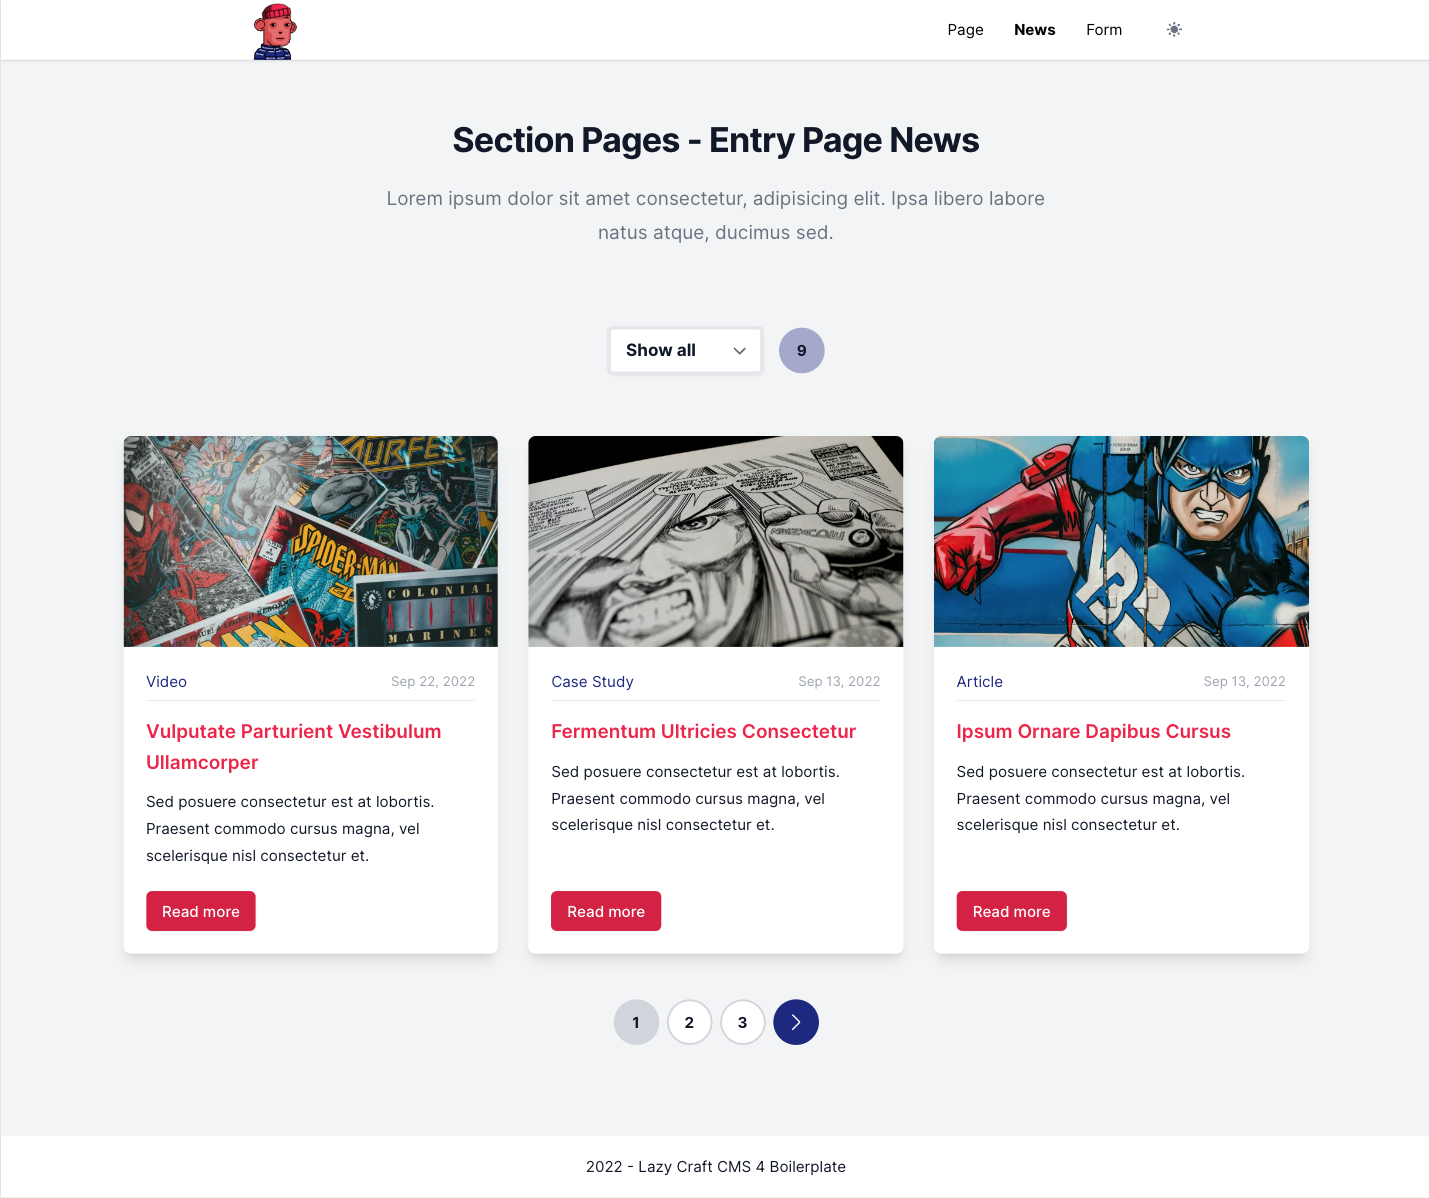 Page
News
Form
Section Pages - Entry Page News
Lorem ipsum dolor sit amet consectetur, adipisicing elit. Ipsa libero labore
natus atque, ducimus sed.
Show all
9
SPIDER-MAN
COLONIAL
ALIENS
MARINES
Video
Sep 22, 2022
Vulputate Parturient Vestibulum
Ullamcorper
Sed posuere consectetur est at lobortis.
Praesent commodo cursus magna, vel
scelerisque nisl consectetur et.
Read more
Case Study
Sep 13, 2022
Fermentum Ultricies Consectetur
Sed posuere consectetur est at lobortis.
Praesent commodo cursus magna, vel
scelerisque nisl consectetur et.
Read more
Article
Sep 13, 2022
Ipsum Ornare Dapibus Cursus
Sed posuere consectetur est at lobortis.
Praesent commodo cursus magna, vel
scelerisque nisl consectetur et.
Read more
1
2
3
2022 - Lazy Craft CMS 4 Boilerplate